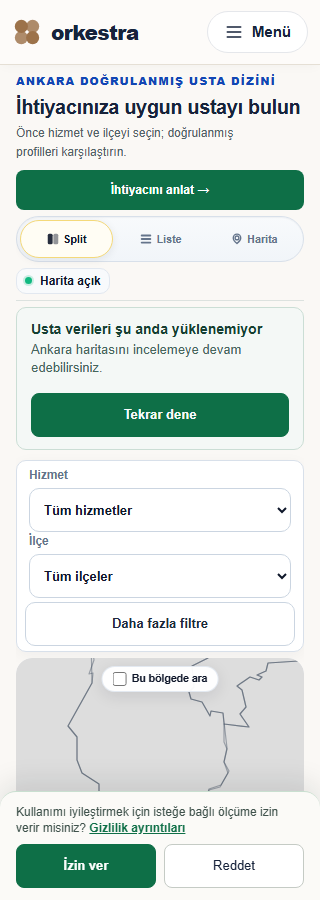 orkestra
Menü
ANKARA DOĞRULANMIŞ USTA DİZİNİ
İhtiyacınıza uygun ustayı bulun
Önce hizmet ve ilçeyi seçin; doğrulanmış
profilleri karşılaştırın.
İhtiyacını anlat →
Split
Liste
Harita
Harita açık
Usta verileri şu anda yüklenemiyor
Ankara haritasını incelemeye devam
edebilirsiniz.
Tekrar dene
Hizmet
Tüm hizmetler
İlçe
Tüm ilçeler
Daha fazla filtre
Bu bölgede ara
Kullanımı iyileştirmek için isteğe bağlı ölçüme izin
verir misiniz? Gizlilik ayrıntıları
İzin ver
Reddet